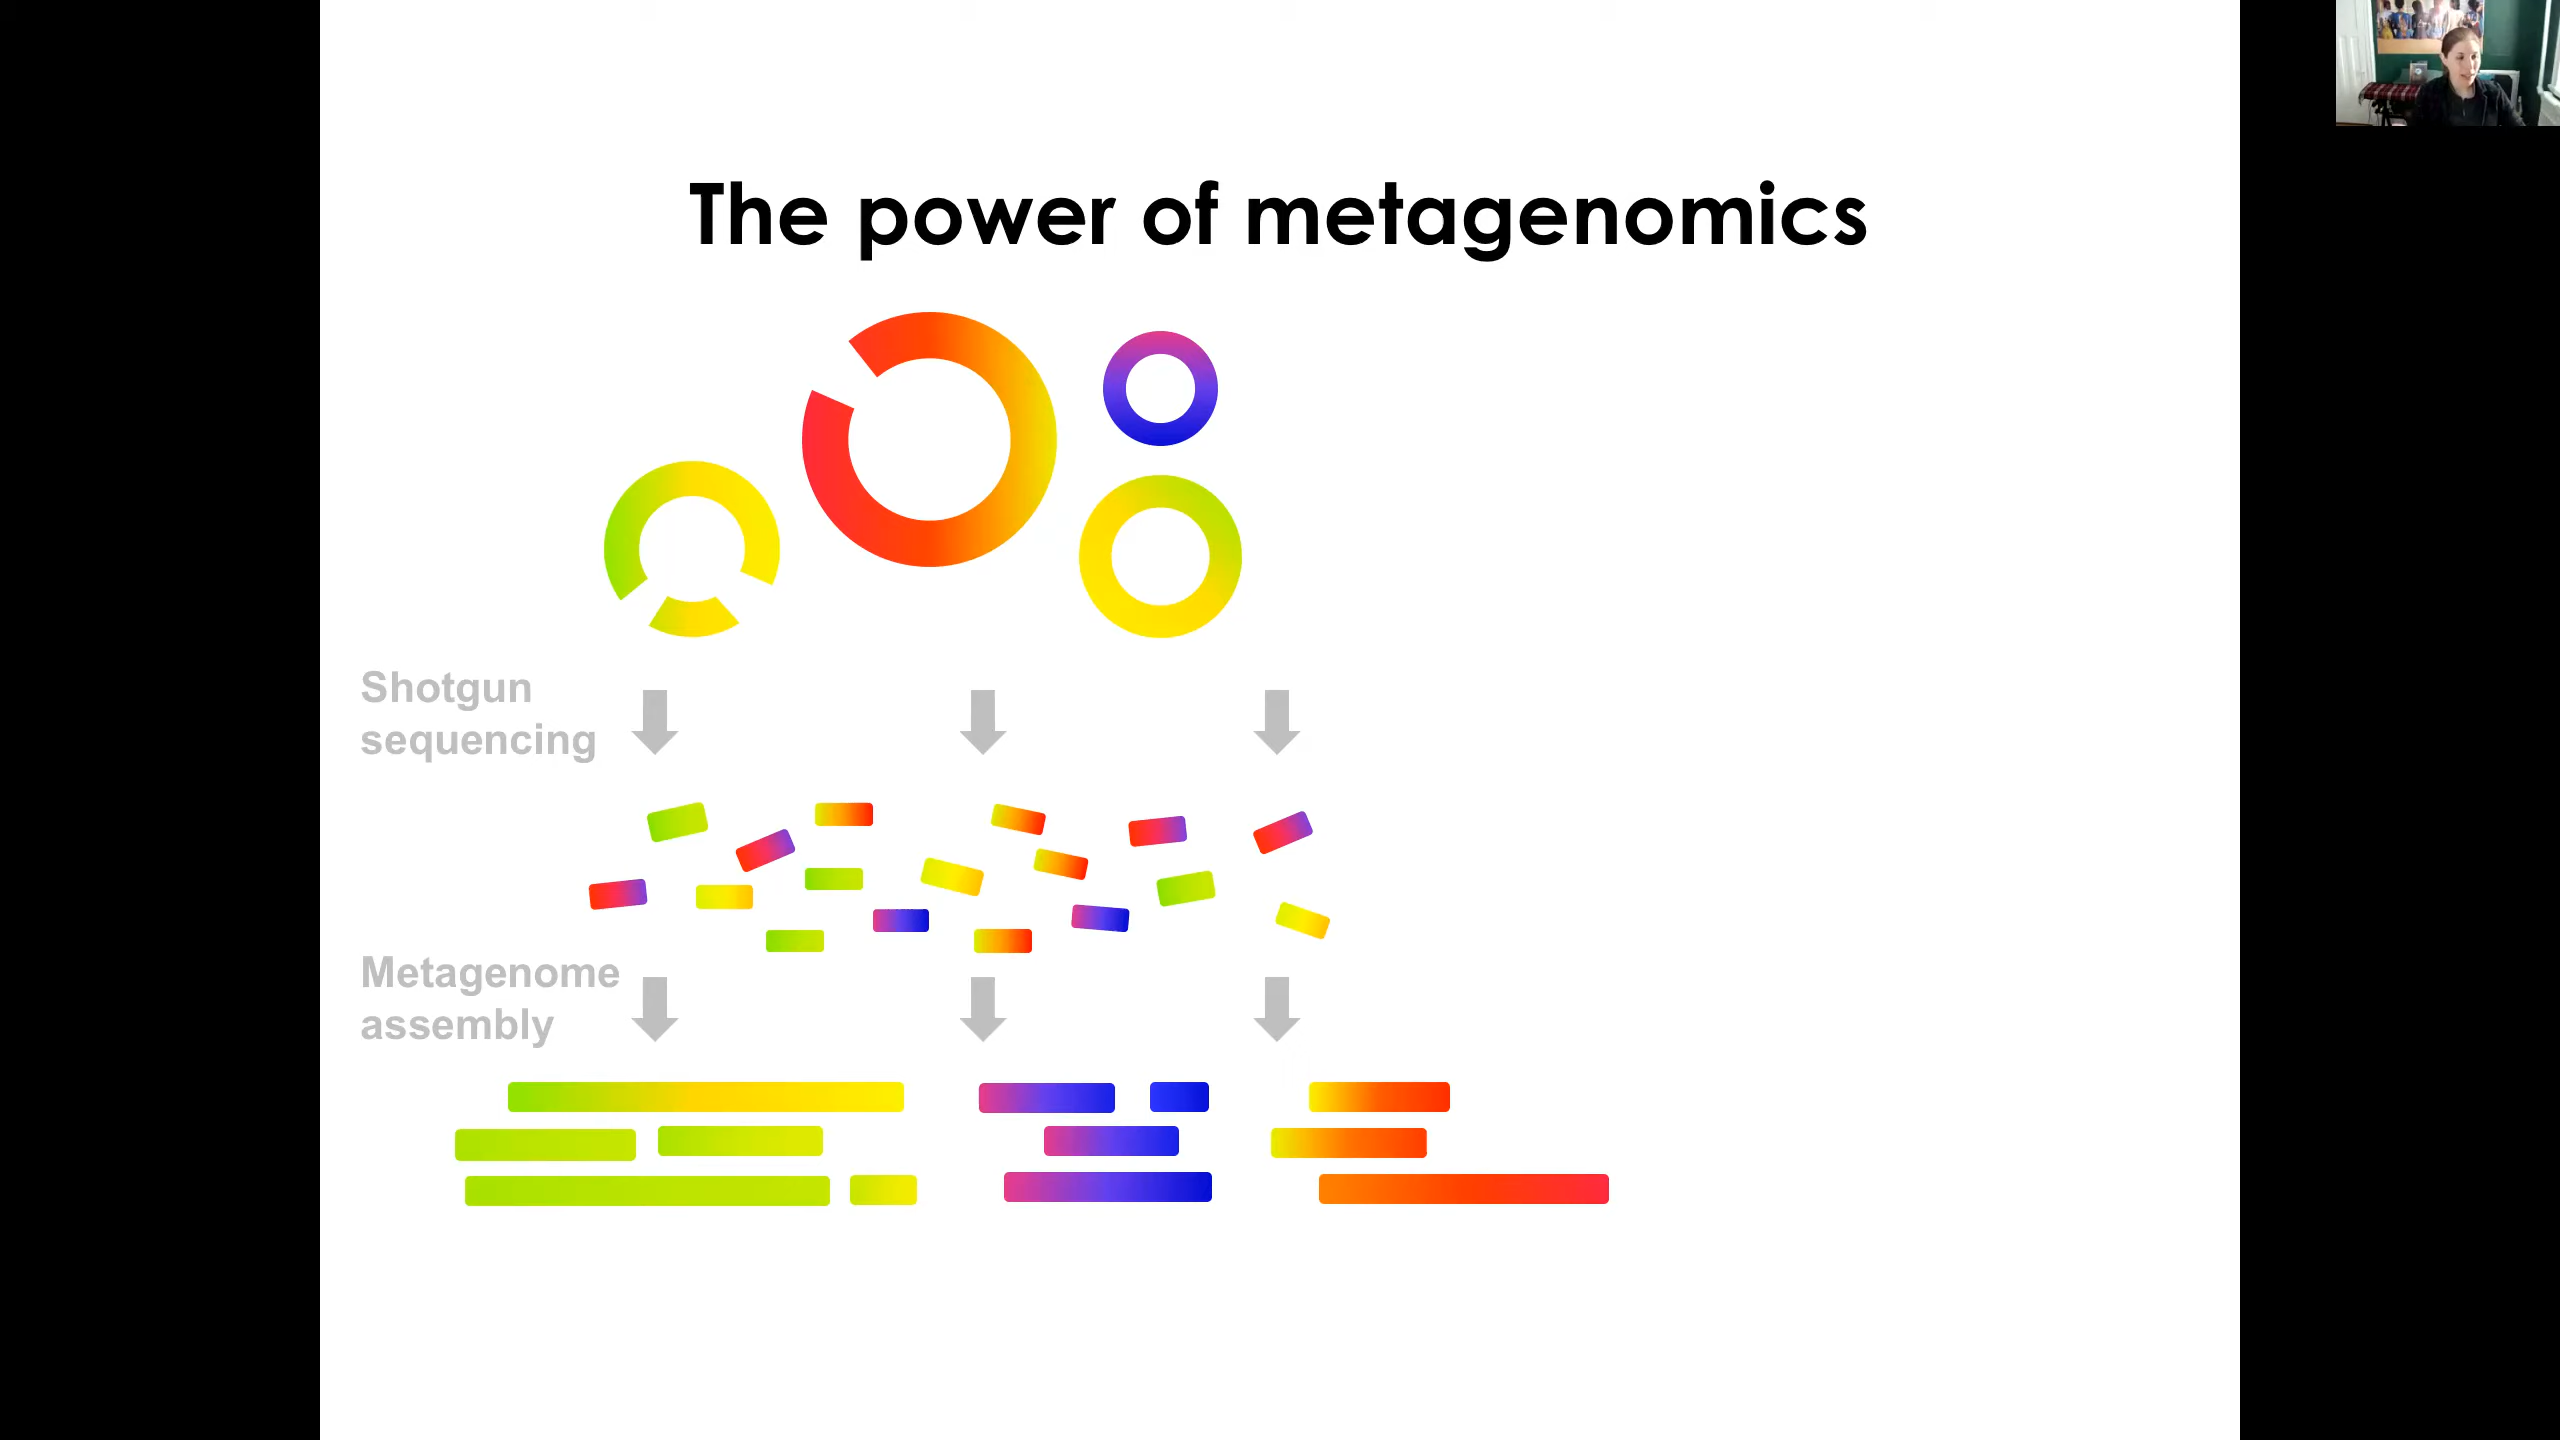 The power of metagenomics
Shotgun
sequencing
Metagenome
assembly